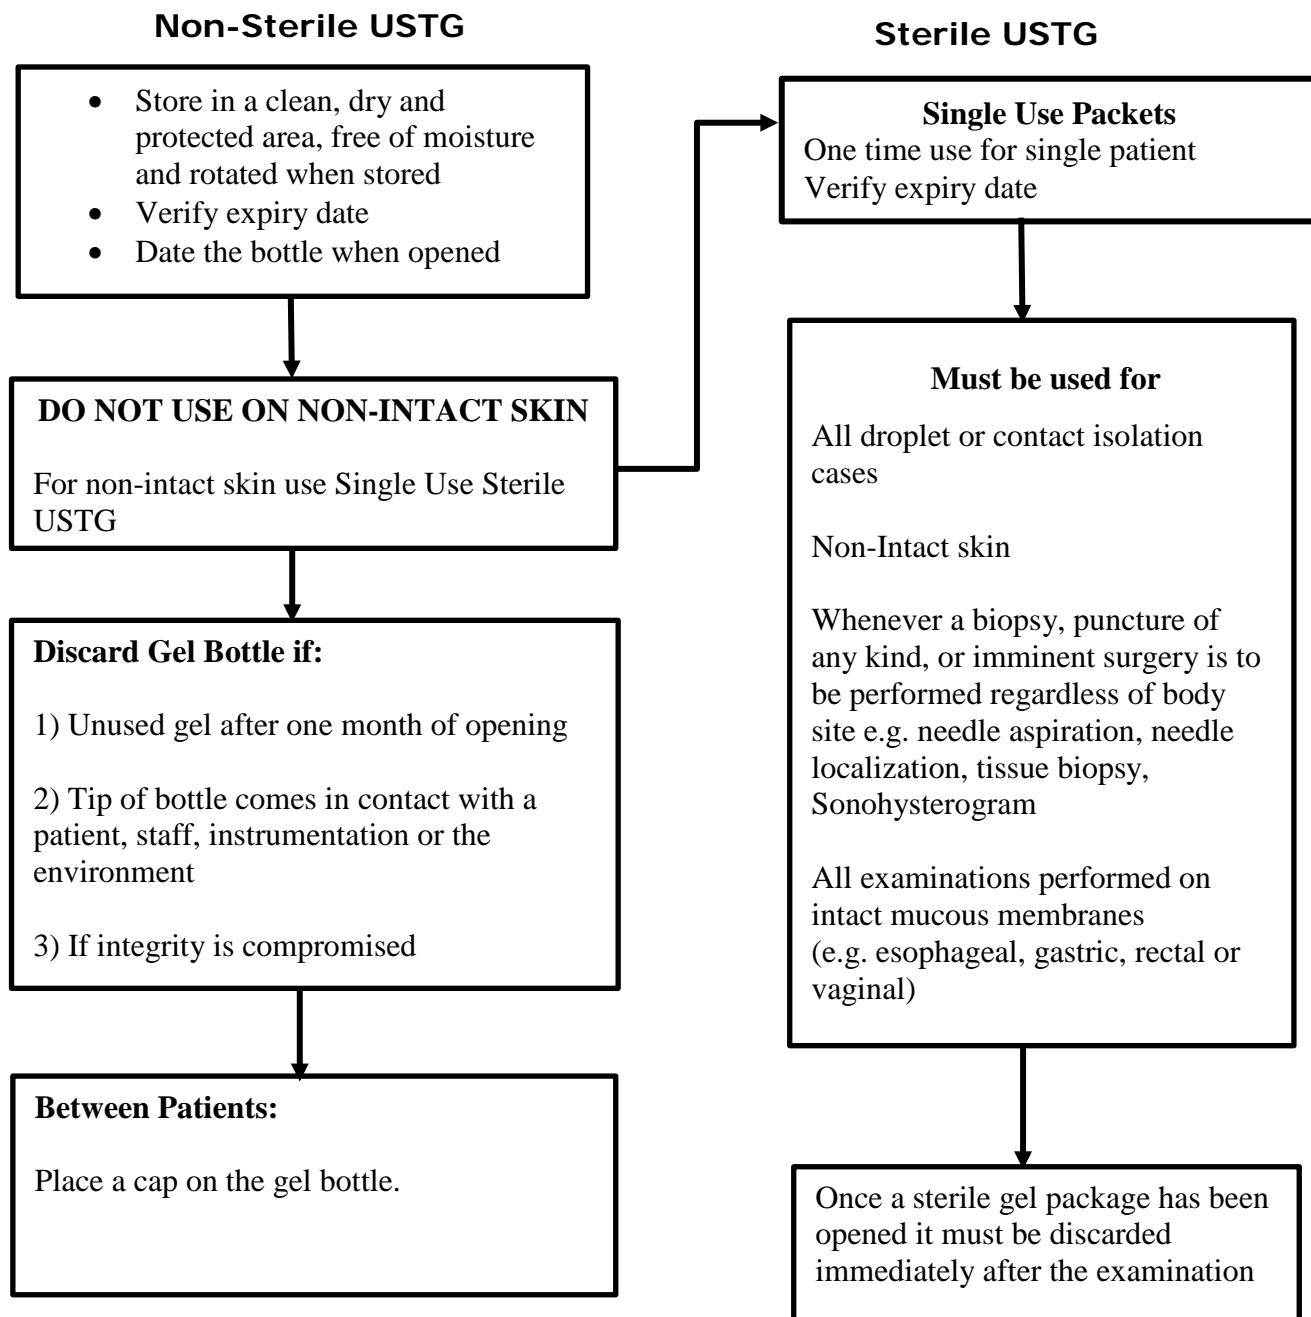 Non-Sterile USTG
• Store in a clean, dry and
protected area, free of moisture
and rotated when stored
• Verify expiry date
• Date the bottle when opened
DO NOT USE ON NON-INTACT SKIN
For non-intact skin use Single Use Sterile
USTG
Discard Gel Bottle if:
1) Unused gel after one month of opening
2) Tip of bottle comes in contact with a
patient, staff, instrumentation or the
environment
3) If integrity is compromised
Between Patients:
Place a cap on the gel bottle.
Sterile USTG
Single Use Packets
One time use for single patient
Verify expiry date
Must be used for
All droplet or contact isolation
cases
Non-Intact skin
Whenever a biopsy, puncture of
any kind, or imminent surgery is to
be performed regardless of body
site e.g. needle aspiration, needle
localization, tissue biopsy,
Sonohysterogram
All examinations performed on
intact mucous membranes
(e.g. esophageal, gastric, rectal or
vaginal)
Once a sterile gel package has been
opened it must be discarded
immediately after the examination